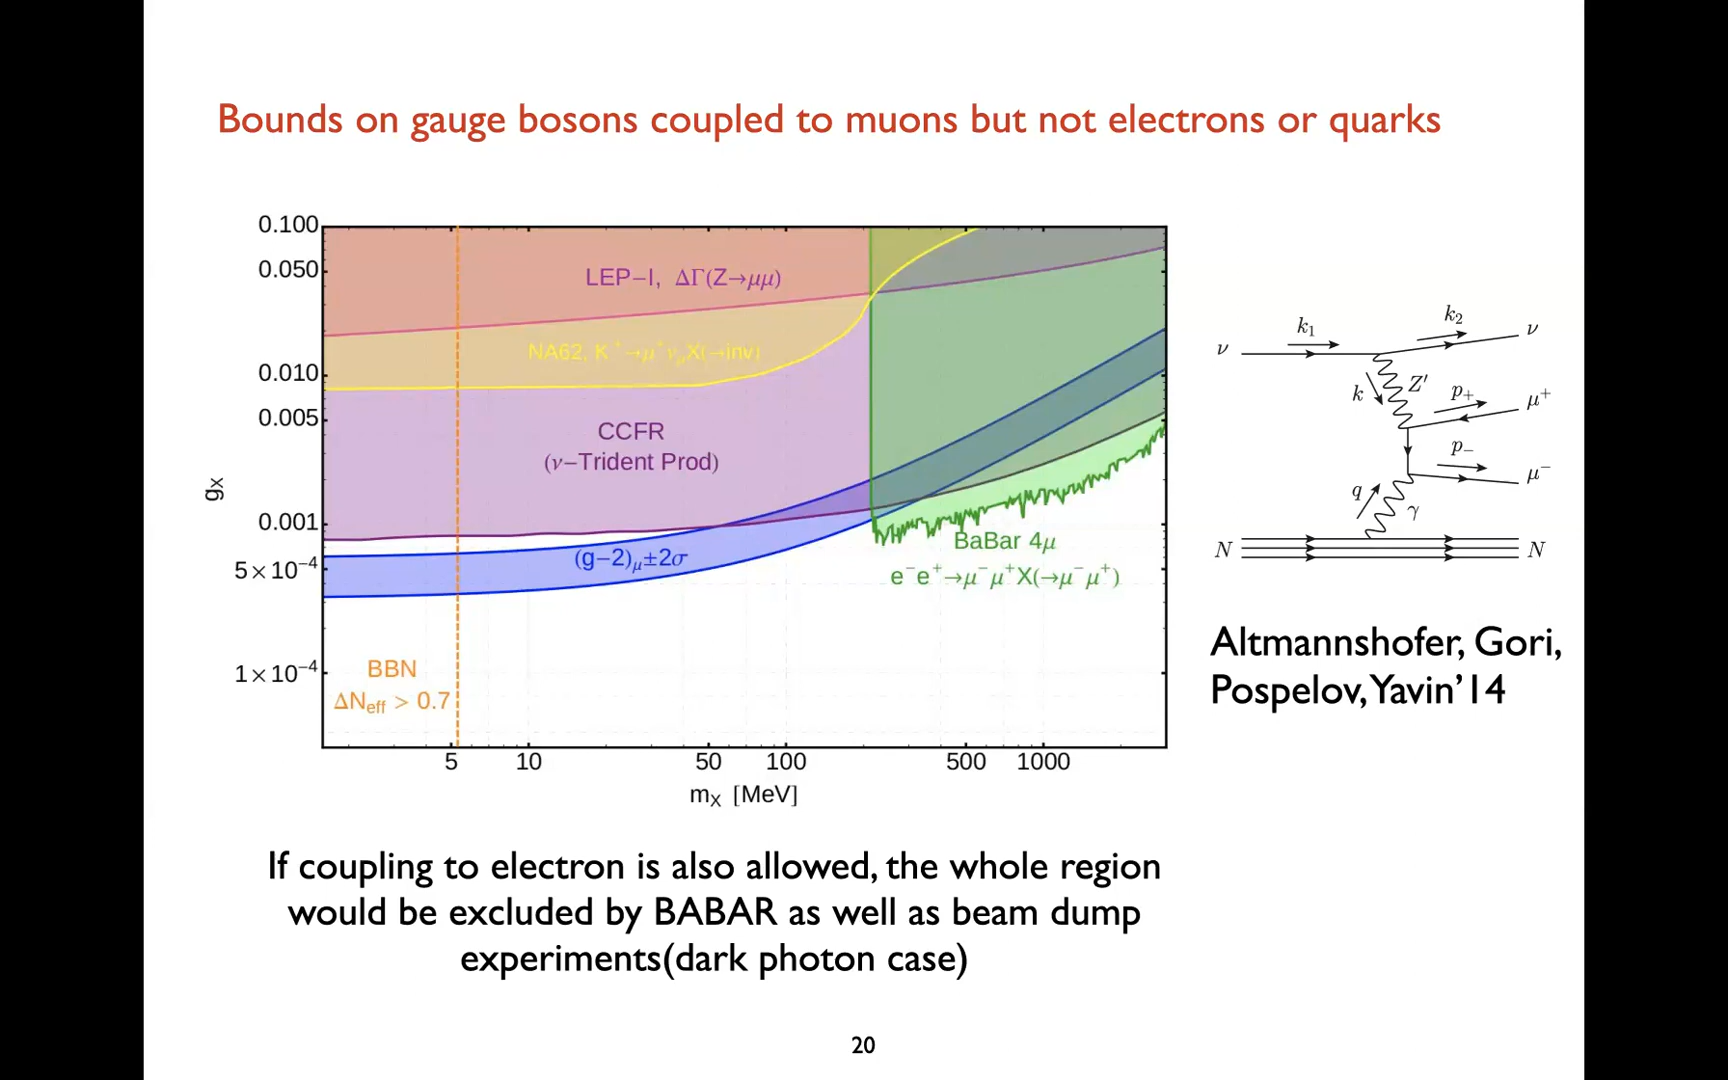 Bounds on gauge bosons coupled to muons but not electrons or quarks
0.100
0.050
0.010
0.005
0.001
5×10⁻⁴
1×10⁻⁴
g_X
LEP−I, ΔΓ(Z→μμ)
NA62, K⁺→μ⁺ν_μX(→inv)
CCFR
(ν−Trident Prod)
(g−2)_μ±2σ
BaBar 4μ
e⁻e⁺→μ⁻μ⁺X(→μ⁻μ⁺)
BBN
ΔN_eff > 0.7
5 10 50 100 500 1000
m_X [MeV]
k₁ k₂ ν
ν
k Z′ p₊ μ⁺
p₋ μ⁻
q γ
N N
Altmannshofer, Gori,
Pospelov, Yavin'14
If coupling to electron is also allowed, the whole region
would be excluded by BABAR as well as beam dump
experiments(dark photon case)
20